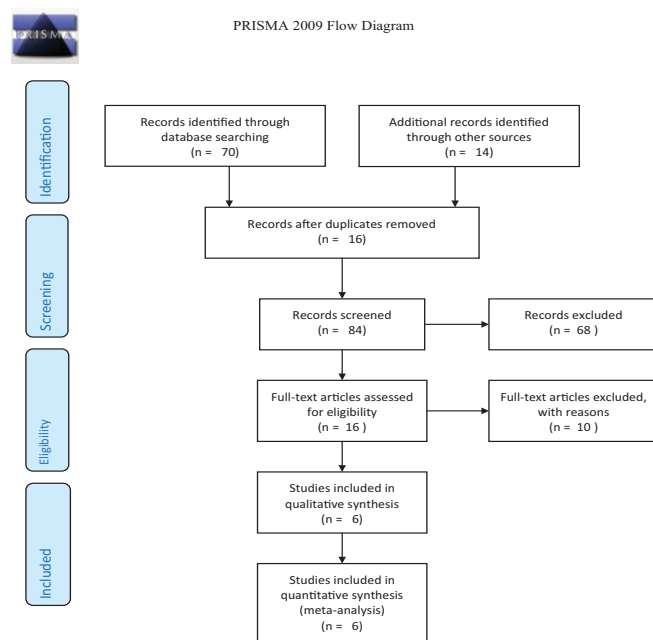 PRISMA 2009 Flow Diagram
PRISMA
Identification
Records identified through
database searching
(n = 70)
Additional records identified
through other sources
(n = 14)
Records after duplicates removed
(n = 16)
Screening
Records screened
(n = 84)
Records excluded
(n = 68 )
Eligibility
Full-text articles assessed
for eligibility
(n = 16 )
Full-text articles excluded,
with reasons
(n = 10 )
Included
Studies included in
qualitative synthesis
(n = 6)
Studies included in
quantitative synthesis
(meta-analysis)
(n = 6)